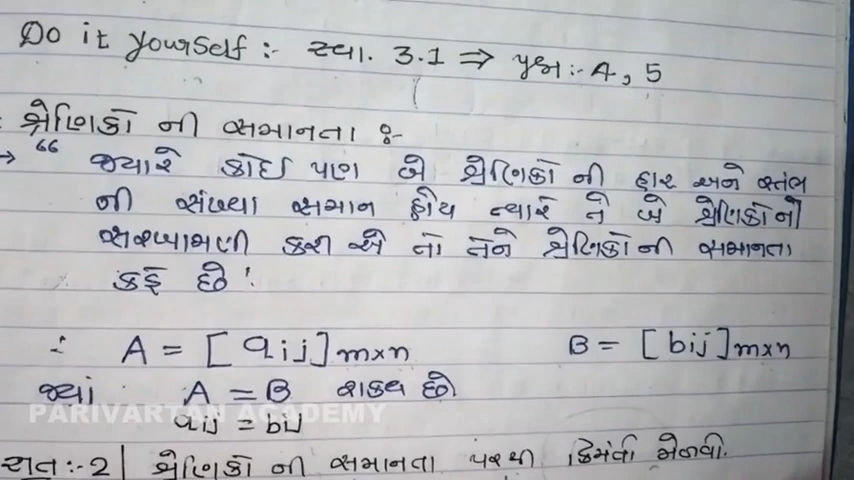 Do it yourself :- સ્વા. 3.1 ⇒ પ્રશ્ન :- 4, 5
: શ્રેણિકો ની સમાનતા :-
→ “ જ્યારે કોઈ પણ બે શ્રેણિકો ની હાર અને સ્તંભ
ની સંખ્યા સમાન હોય ત્યારે તે બે શ્રેણિકોની
સરખામણી કરી એ તો તેને શ્રેણિકોની સમાનતા
કહે છે '
∴ A = [ aij ] m×n B = [ bij ] m×n
જ્યાં A = B શક્ય છે
PARIVARTAN ACADEMY
aij = bij
2 | શ્રેણિકો ની સમાનતા પરથી કિંમતો મેળવી.